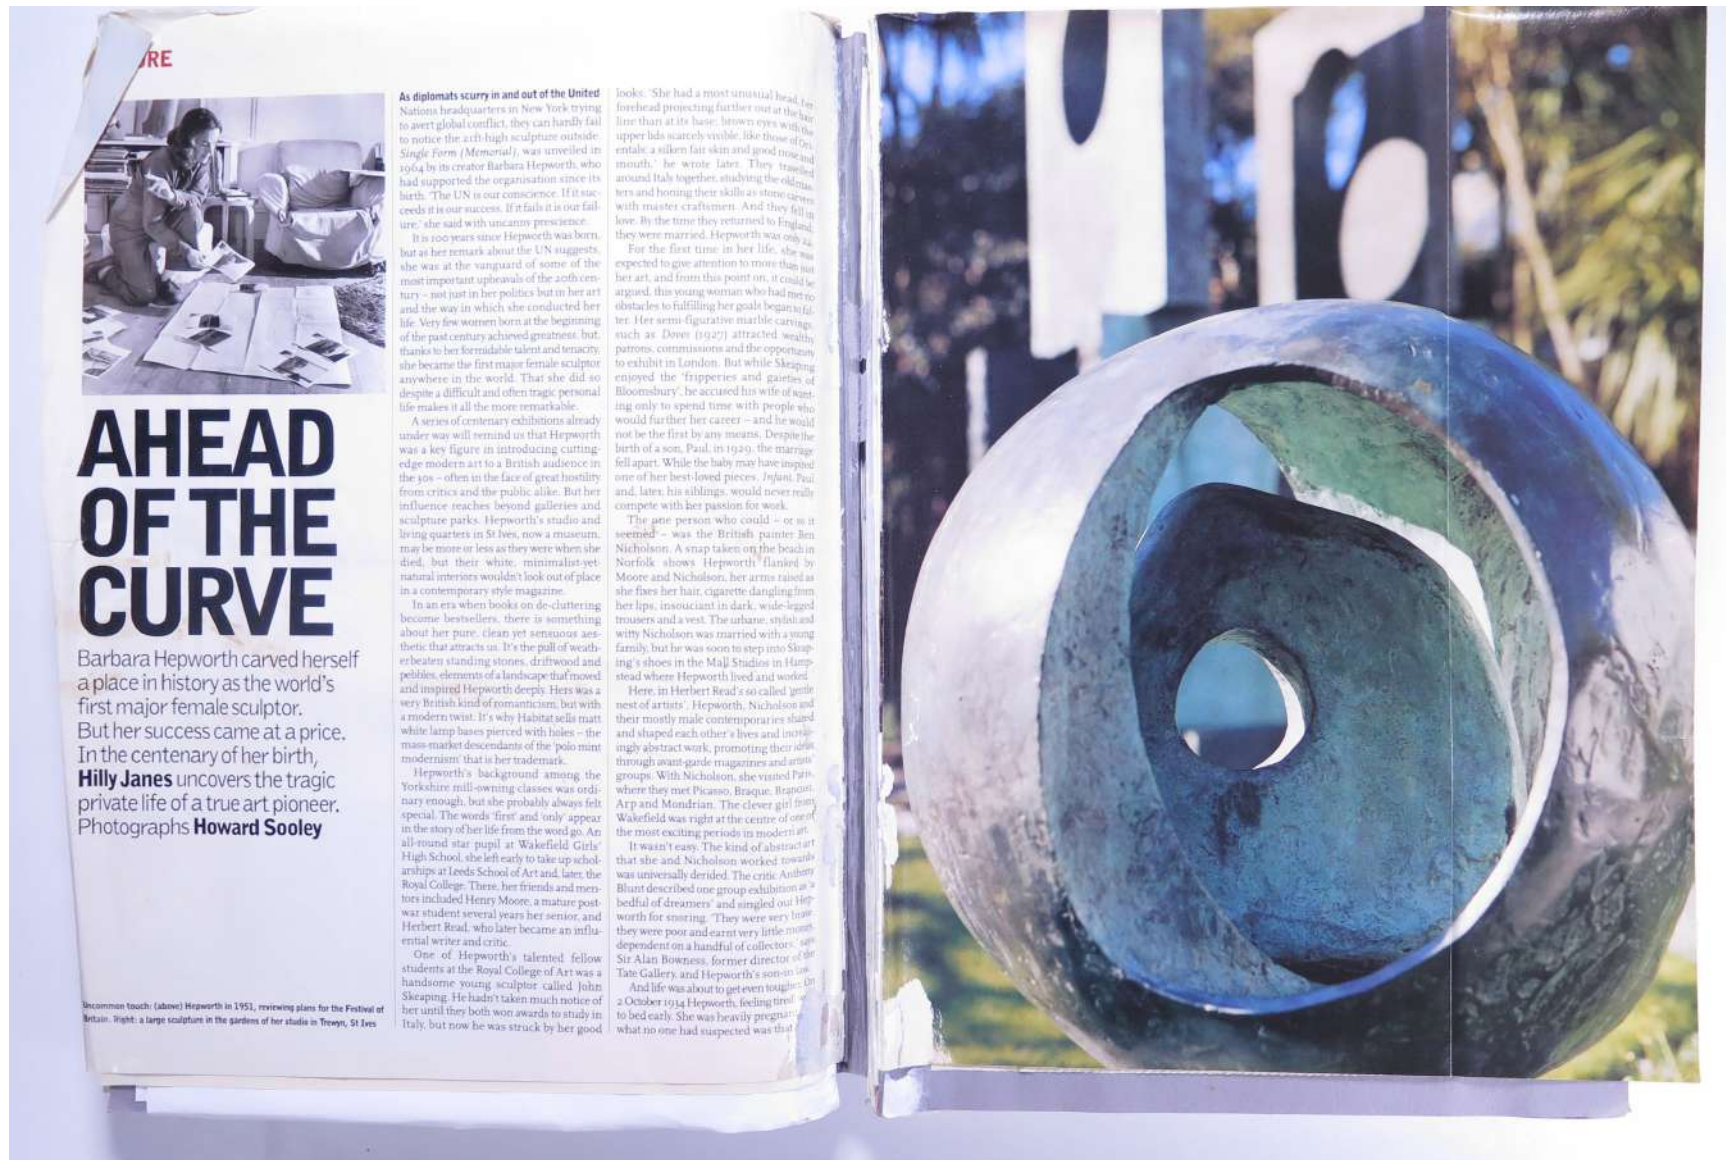 RE
AHEAD
OF THE
CURVE
Barbara Hepworth carved herself
a place in history as the world's
first major female sculptor.
But her success came at a price.
In the centenary of her birth,
Hilly Janes uncovers the tragic
private life of a true art pioneer.
Photographs Howard Sooley
Uncommon touch: (above) Hepworth in 1951, reviewing plans for the Festival of
Britain. Right: a large sculpture in the gardens of her studio in Trewyn, St Ives
As diplomats scurry in and out of the United
Nations headquarters in New York trying
to avert global conflict, they can hardly fail
to notice the 21ft-high sculpture outside.
Single Form (Memorial), was unveiled in
1964 by its creator Barbara Hepworth, who
had supported the organisation since its
birth. 'The UN is our conscience. If it suc-
ceeds it is our success. If it fails it is our fail-
ure,' she said with uncanny prescience.
It is 100 years since Hepworth was born,
but as her remark about the UN suggests,
she was at the vanguard of some of the
most important upheavals of the 20th cen-
tury – not just in her politics but in her art
and the way in which she conducted her
life. Very few women born at the beginning
of the past century achieved greatness, but,
thanks to her formidable talent and tenacity,
she became the first major female sculptor
anywhere in the world. That she did so
despite a difficult and often tragic personal
life makes it all the more remarkable.
A series of centenary exhibitions already
under way will remind us that Hepworth
was a key figure in introducing cutting-
edge modern art to a British audience in
the 30s – often in the face of great hostility
from critics and the public alike. But her
influence reaches beyond galleries and
sculpture parks. Hepworth's studio and
living quarters in St Ives, now a museum,
may be more or less as they were when she
died, but their white, minimalist-yet-
natural interiors wouldn't look out of place
in a contemporary style magazine.
In an era when books on de-cluttering
become bestsellers, there is something
about her pure, clean yet sensuous aes-
thetic that attracts us. It's the pull of weath-
erbeaten standing stones, driftwood and
pebbles, elements of a landscape that moved
and inspired Hepworth deeply. Hers was a
very British kind of romanticism, but with
a modern twist. It's why Habitat sells matt
white lamp bases pierced with holes – the
mass-market descendants of the 'polo mint
modernism' that is her trademark.
Hepworth's background among the
Yorkshire mill-owning classes was ordi-
nary enough, but she probably always felt
special. The words 'first' and 'only' appear
in the story of her life from the word go. An
all-round star pupil at Wakefield Girls'
High School, she left early to take up schol-
arships at Leeds School of Art and, later, the
Royal College. There, her friends and men-
tors included Henry Moore, a mature post-
war student several years her senior, and
Herbert Read, who later became an influ-
ential writer and critic.
One of Hepworth's talented fellow
students at the Royal College of Art was a
handsome young sculptor called John
Skeaping. He hadn't taken much notice of
her until they both won awards to study in
Italy, but now he was struck by her good
looks. 'She had a most unusual head, her
forehead projecting further out at the hair
line than at its base; brown eyes with the
upper lids scarcely visible, like those of Ori-
entals; a silken fair skin and good nose and
mouth,' he wrote later. They travelled
around Italy together, studying the old mas-
ters and honing their skills as stone carvers
with master craftsmen. And they fell in
love. By the time they returned to England,
they were married. Hepworth was only 22.
For the first time in her life, she was
expected to give attention to more than just
her art, and from this point on, it could be
argued, this young woman who had met no
obstacles to fulfilling her goals began to fal-
ter. Her semi-figurative marble carvings,
such as Doves (1927) attracted wealthy
patrons, commissions and the opportunity
to exhibit in London. But while Skeaping
enjoyed the 'fripperies and gaieties of
Bloomsbury', he accused his wife of want-
ing only to spend time with people who
would further her career – and he would
not be the first by any means. Despite the
birth of a son, Paul, in 1929, the marriage
fell apart. While the baby may have inspired
one of her best-loved pieces, Infant, Paul
and, later, his siblings, would never really
compete with her passion for work.
The one person who could – or so it
seemed – was the British painter Ben
Nicholson. A snap taken on the beach in
Norfolk shows Hepworth flanked by
Moore and Nicholson, her arms raised as
she fixes her hair, cigarette dangling from
her lips, insouciant in dark, wide-legged
trousers and a vest. The urbane, stylish and
witty Nicholson was married with a young
family, but he was soon to step into Skeap-
ing's shoes in the Mall Studios in Hamp-
stead where Hepworth lived and worked.
Here, in Herbert Read's so called 'gentle
nest of artists', Hepworth, Nicholson and
their mostly male contemporaries shared
and shaped each other's lives and increas-
ingly abstract work, promoting their ideas
through avant-garde magazines and artists'
groups. With Nicholson, she visited Paris,
where they met Picasso, Braque, Brancusi,
Arp and Mondrian. The clever girl from
Wakefield was right at the centre of one of
the most exciting periods in modern art.
It wasn't easy. The kind of abstract art
that she and Nicholson worked towards
was universally derided. The critic Anthony
Blunt described one group exhibition as 'a
bedful of dreamers' and singled out Hep-
worth for snoring. 'They were very brave,
they were poor and earnt very little money,
dependent on a handful of collectors,' says
Sir Alan Bowness, former director of the
Tate Gallery, and Hepworth's son-in-law.
And life was about to get even tougher. On
2 October 1934 Hepworth, feeling tired
to bed early. She was heavily pregnant
what no one had suspected was that